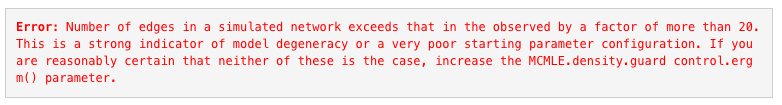 Error: Number of edges in a simulated network exceeds that in the observed by a factor of more than 20.
This is a strong indicator of model degeneracy or a very poor starting parameter configuration. If you
are reasonably certain that neither of these is the case, increase the MCMLE.density.guard control.erg
m() parameter.